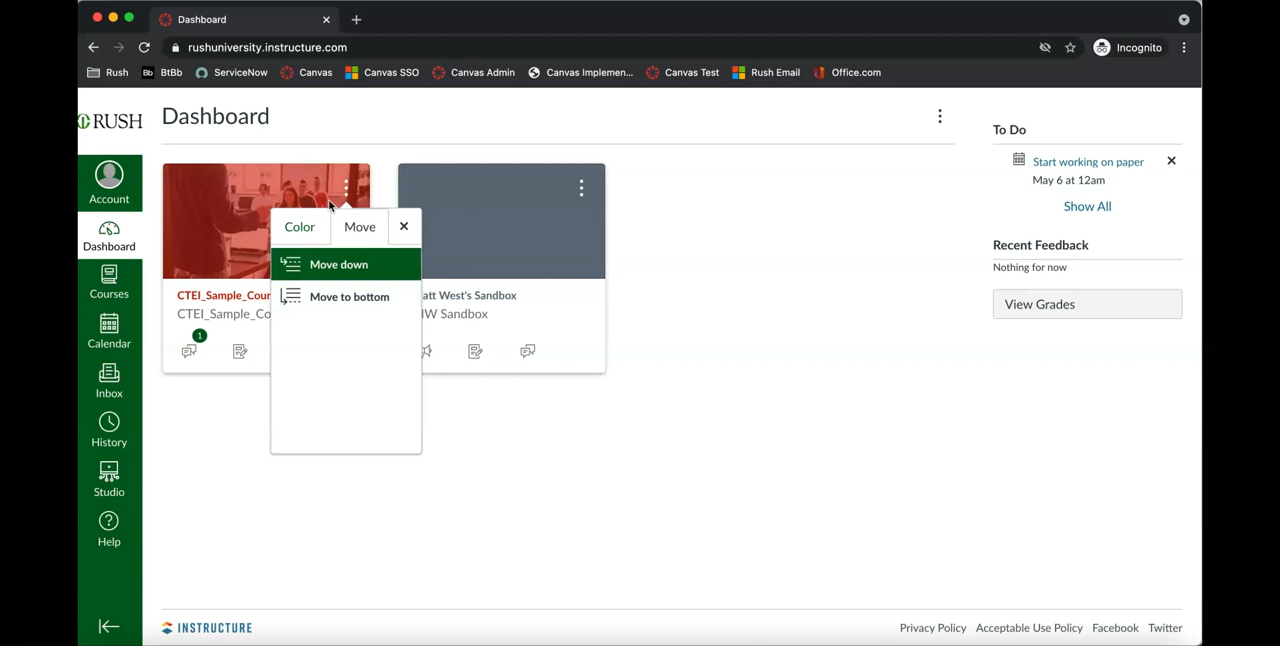 Dashboard
rushuniversity.instructure.com
Incognito
Rush
Bb BtBb
ServiceNow
Canvas
Canvas SSO
Canvas Admin
Canvas Implemen...
Canvas Test
Rush Email
Office.com
RUSH
Account
Dashboard
Courses
Calendar
Inbox
History
Studio
Help
Dashboard
Color
Move
Move down
Move to bottom
CTEI_Sample_Cour
CTEI_Sample_Co
1
att West's Sandbox
W Sandbox
To Do
Start working on paper
May 6 at 12am
Show All
Recent Feedback
Nothing for now
View Grades
INSTRUCTURE
Privacy Policy
Acceptable Use Policy
Facebook
Twitter